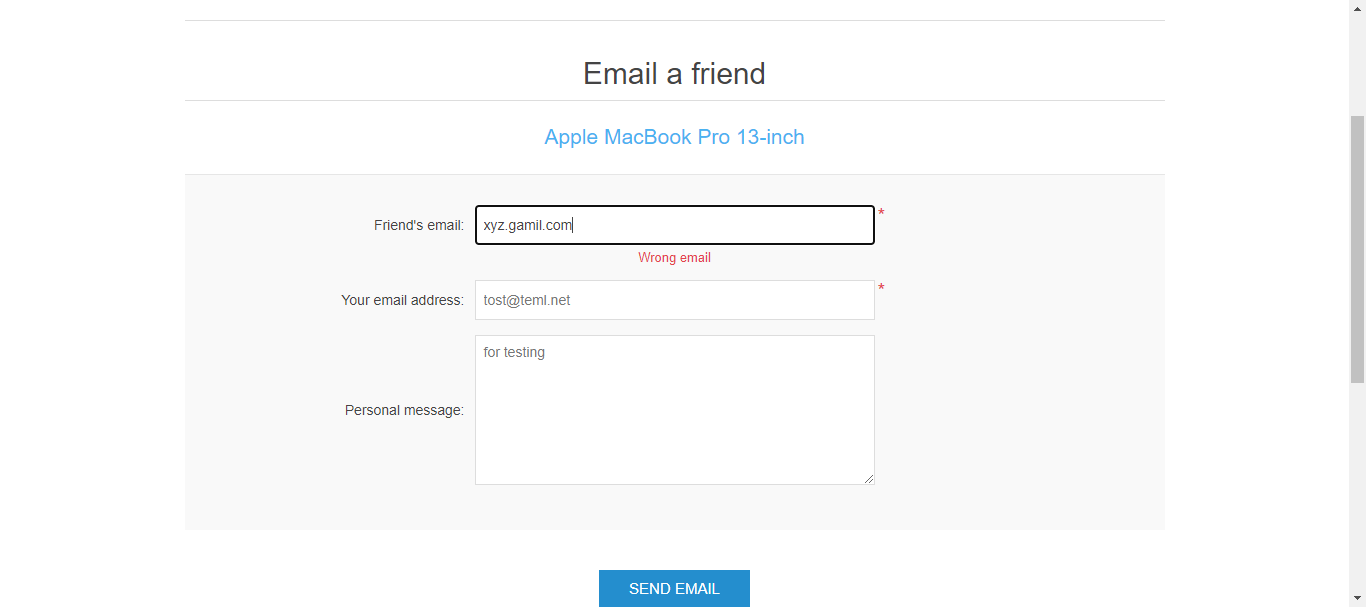 Email a friend
Apple MacBook Pro 13-inch
Friend's email: xyz.gamil.com *
Wrong email
Your email address: tost@teml.net *
Personal message: for testing
SEND EMAIL